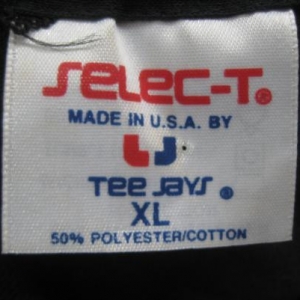 SELEC-T®
MADE IN U.S.A. BY
TEE JAYS®
XL
50% POLYESTER/COTTON